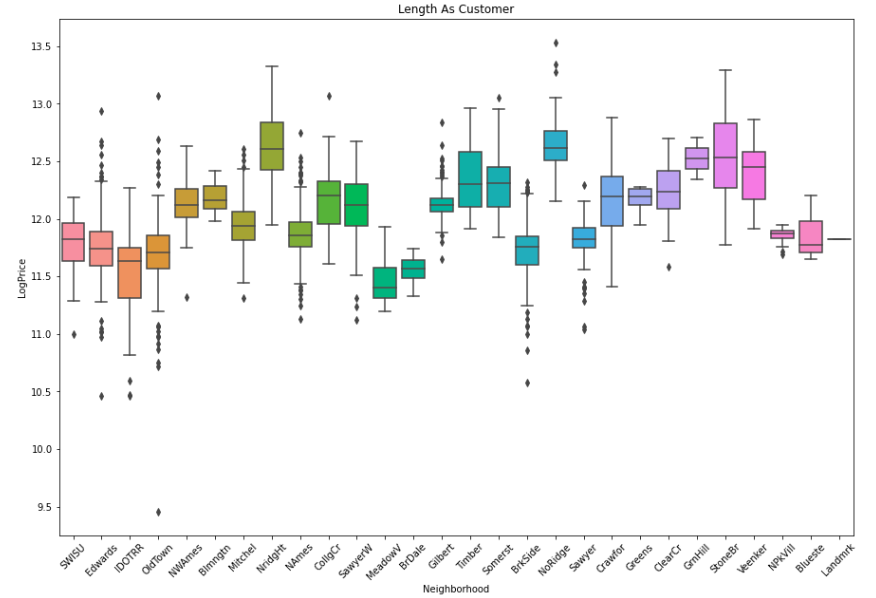 Length As Customer
13.5
13.0
12.5
12.0
11.5
11.0
10.5
10.0
9.5
LogPrice
SWISU
Edwards
IDOTRR
OldTown
NWAmes
Blmngtn
Mitchel
NridgHt
NAmes
CollgCr
SawyerW
MeadowV
BrDale
Gilbert
Timber
Somerst
BrkSide
NoRidge
Sawyer
Crawfor
Greens
ClearCr
GrnHill
StoneBr
Veenker
NPkVill
Blueste
Landmrk
Neighborhood